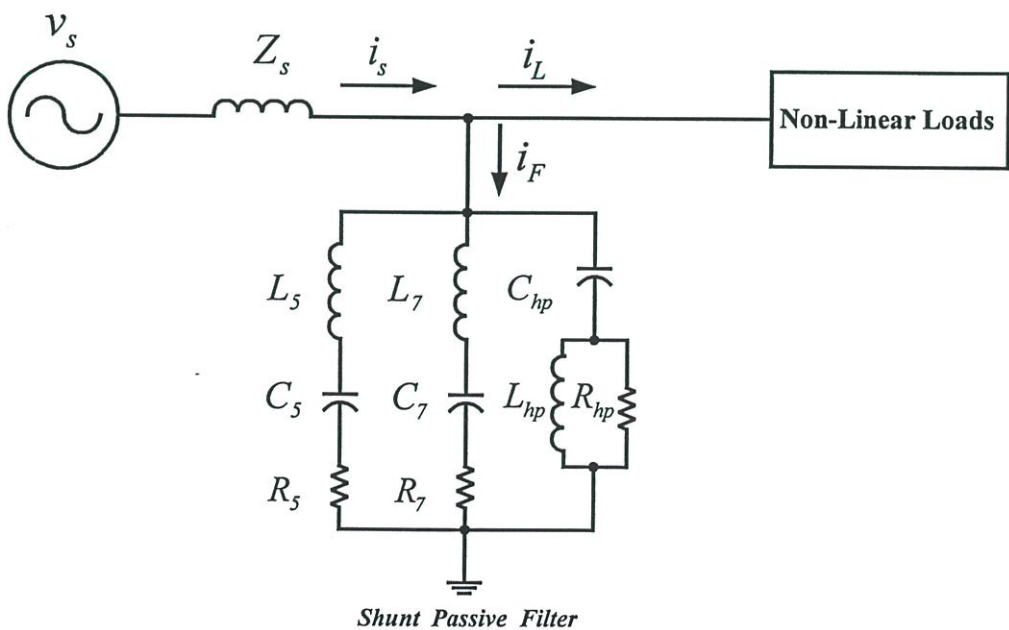 v_s
Z_s
i_s
i_L
Non-Linear Loads
i_F
L_5
L_7
C_hp
C_5
C_7
L_hp
R_hp
R_5
R_7
Shunt Passive Filter